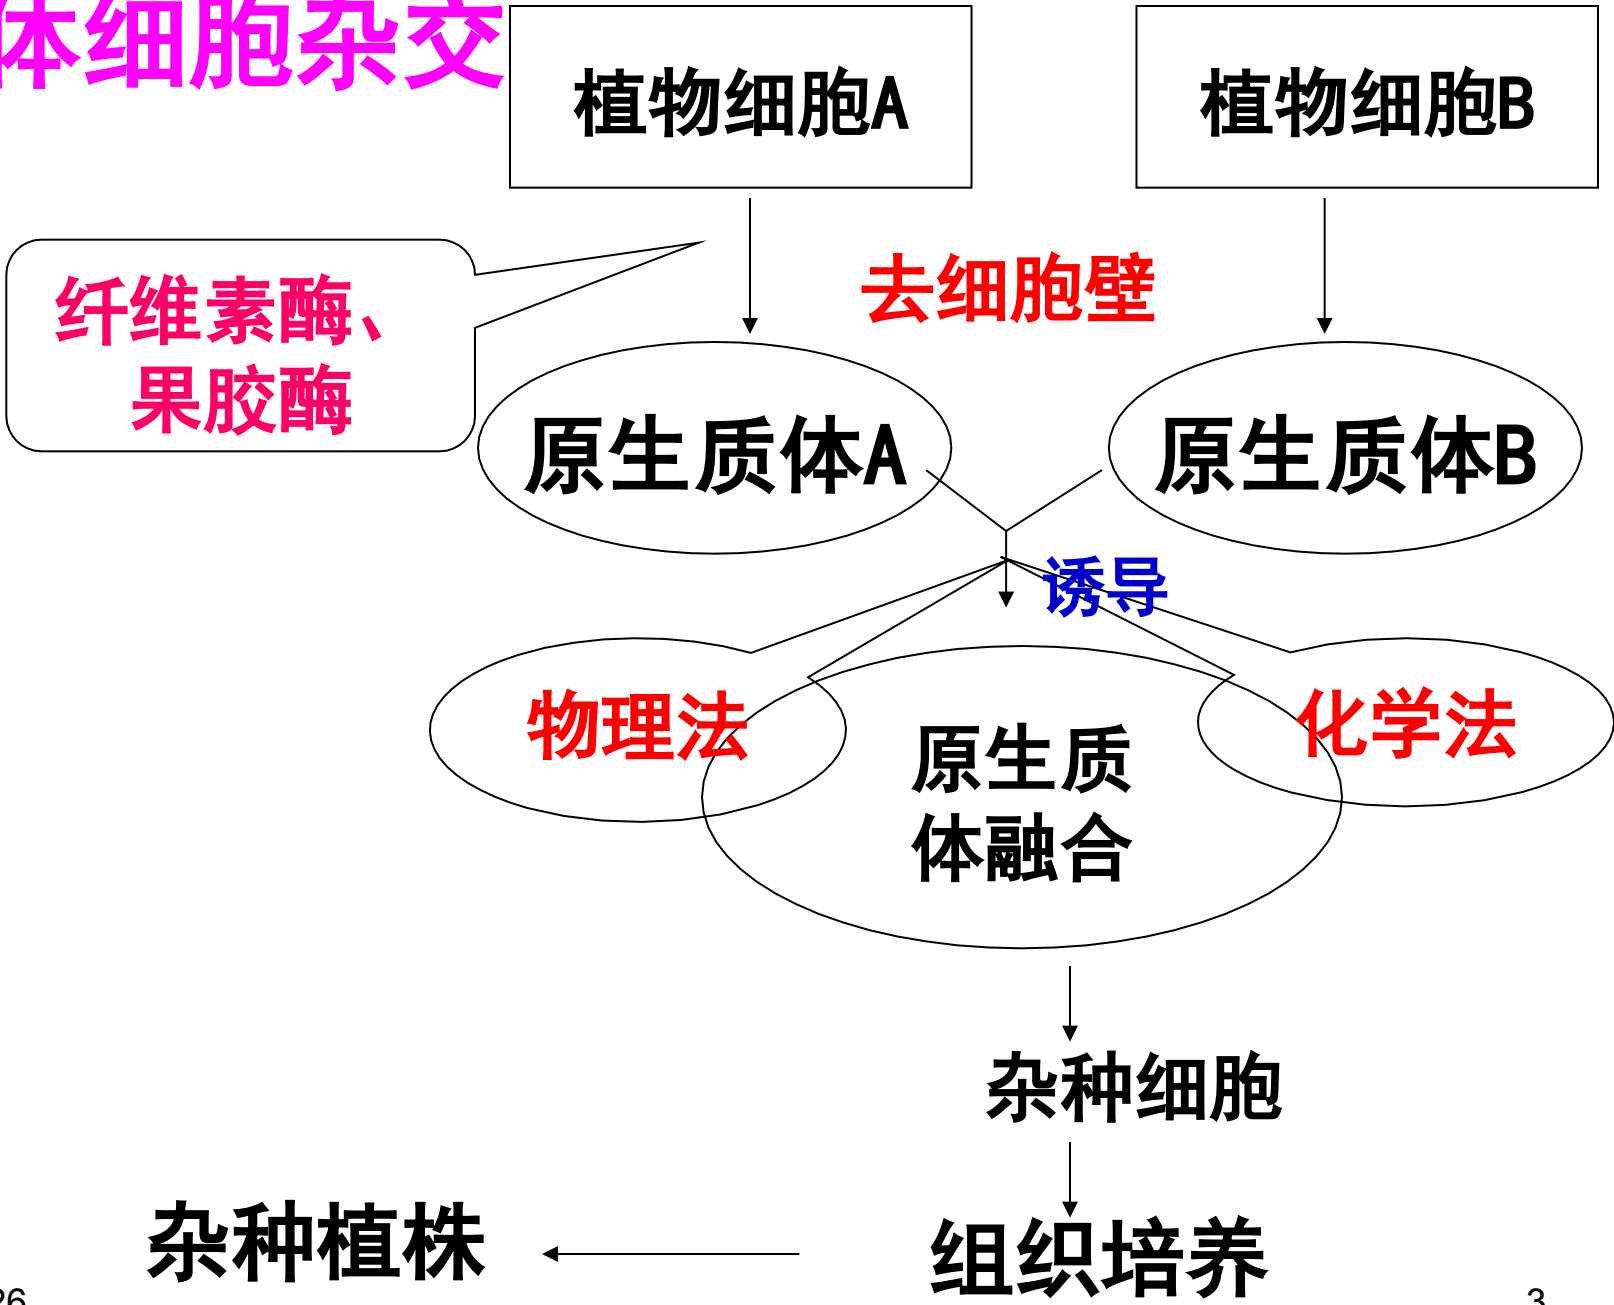 体细胞杂交
植物细胞A
植物细胞B
去细胞壁
纤维素酶、
果胶酶
原生质体A
原生质体B
诱导
物理法
化学法
原生质
体融合
杂种细胞
杂种植株
组织培养
26
3